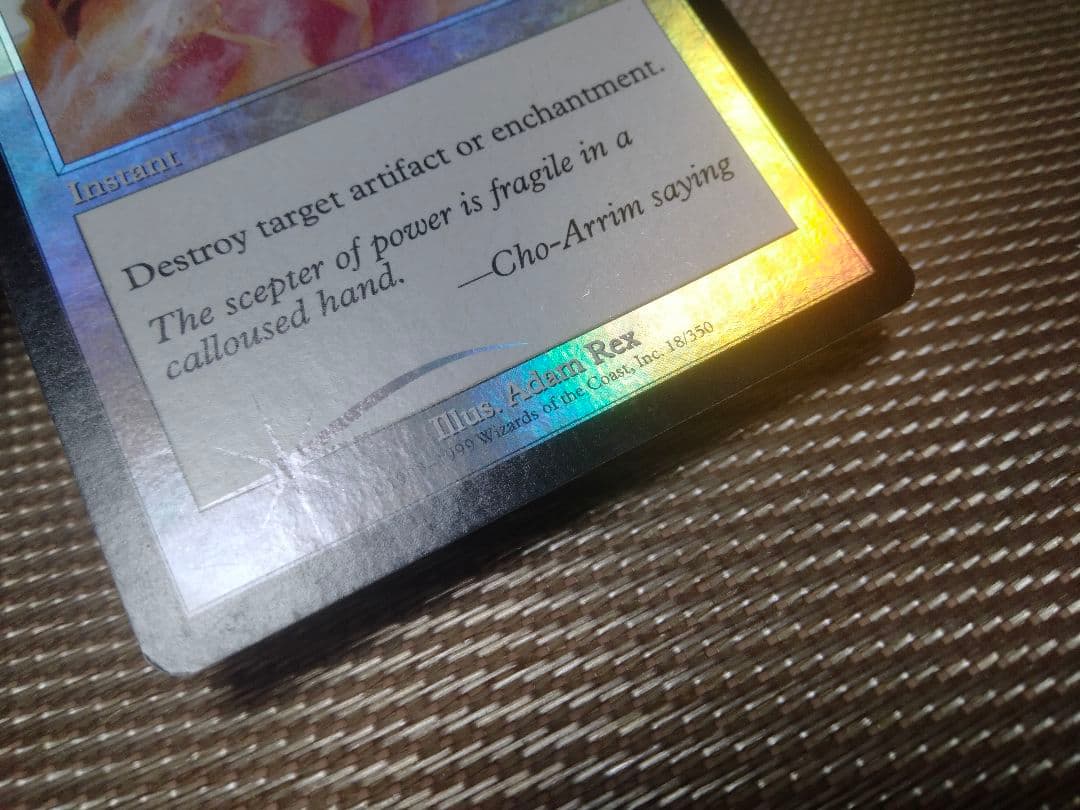 Instant
Destroy target artifact or enchantment.
The scepter of power is fragile in a
calloused hand. —Cho-Arrim saying
Illus. Adam Rex
Wizards of the Coast, Inc. 18/350